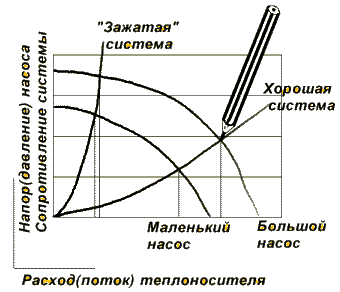 "Зажатая"
система
Хорошая
система
Напор(давление) насоса
Сопротивление системы
Маленький
насос
Большой
насос
Расход(поток) теплоносителя